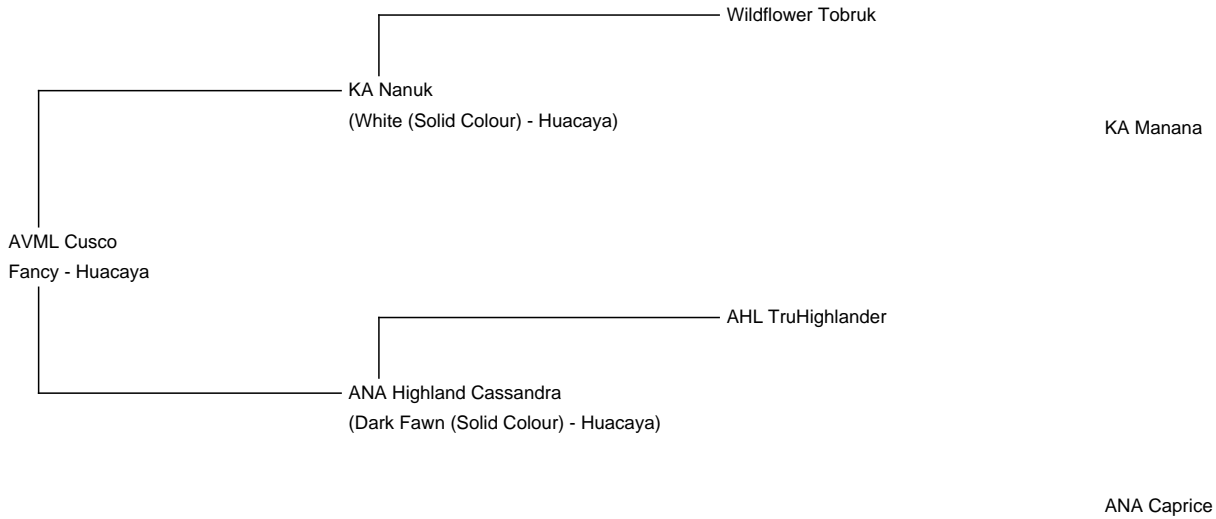 Wildflower Tobruk
KA Nanuk
(White (Solid Colour) - Huacaya)
KA Manana
AVML Cusco
Fancy - Huacaya
AHL TruHighlander
ANA Highland Cassandra
(Dark Fawn (Solid Colour) - Huacaya)
ANA Caprice